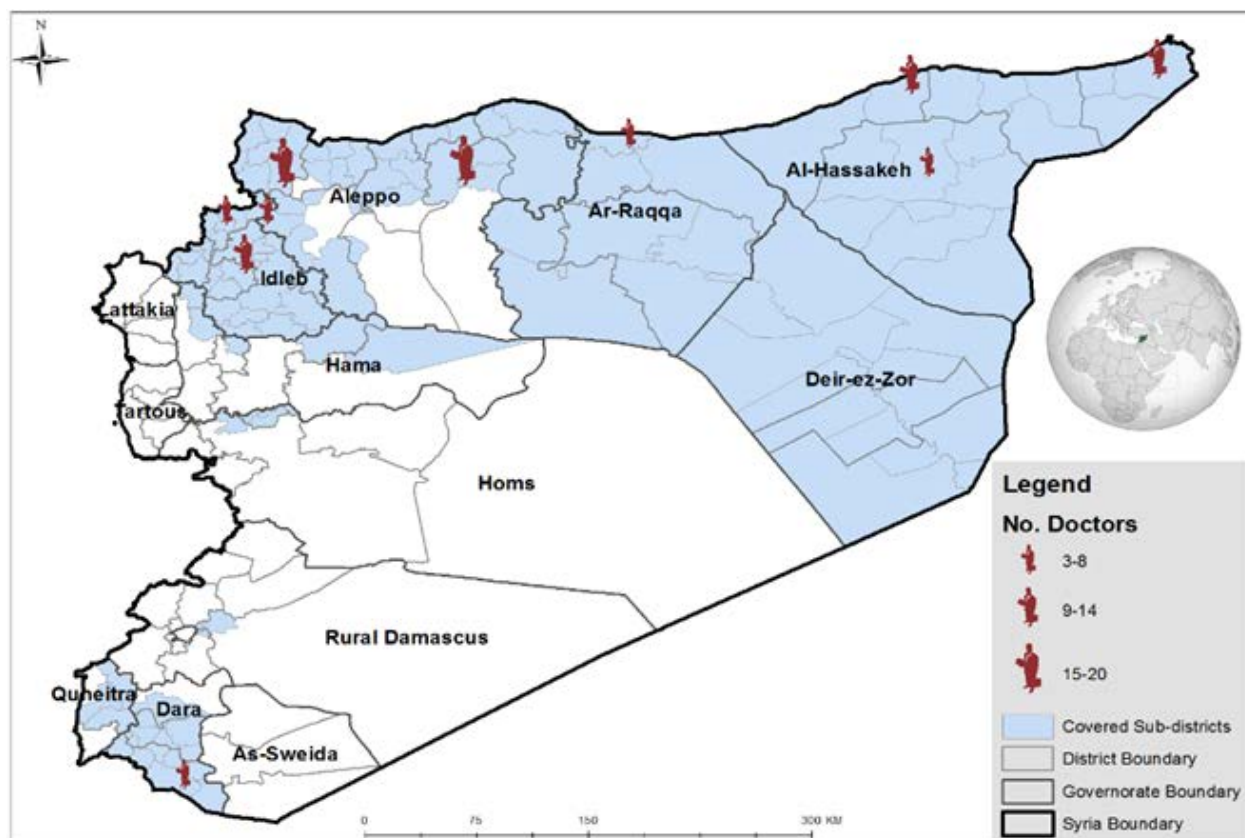 N
Aleppo
Al-Hassakeh
Ar-Raqqa
Idleb
Lattakia
Hama
Deir-ez-Zor
Tartous
Homs
Rural Damascus
Quneitra
Dara
As-Sweida
Legend
No. Doctors
3-8
9-14
15-20
Covered Sub-districts
District Boundary
Governorate Boundary
Syria Boundary
0 75 150 300 KM